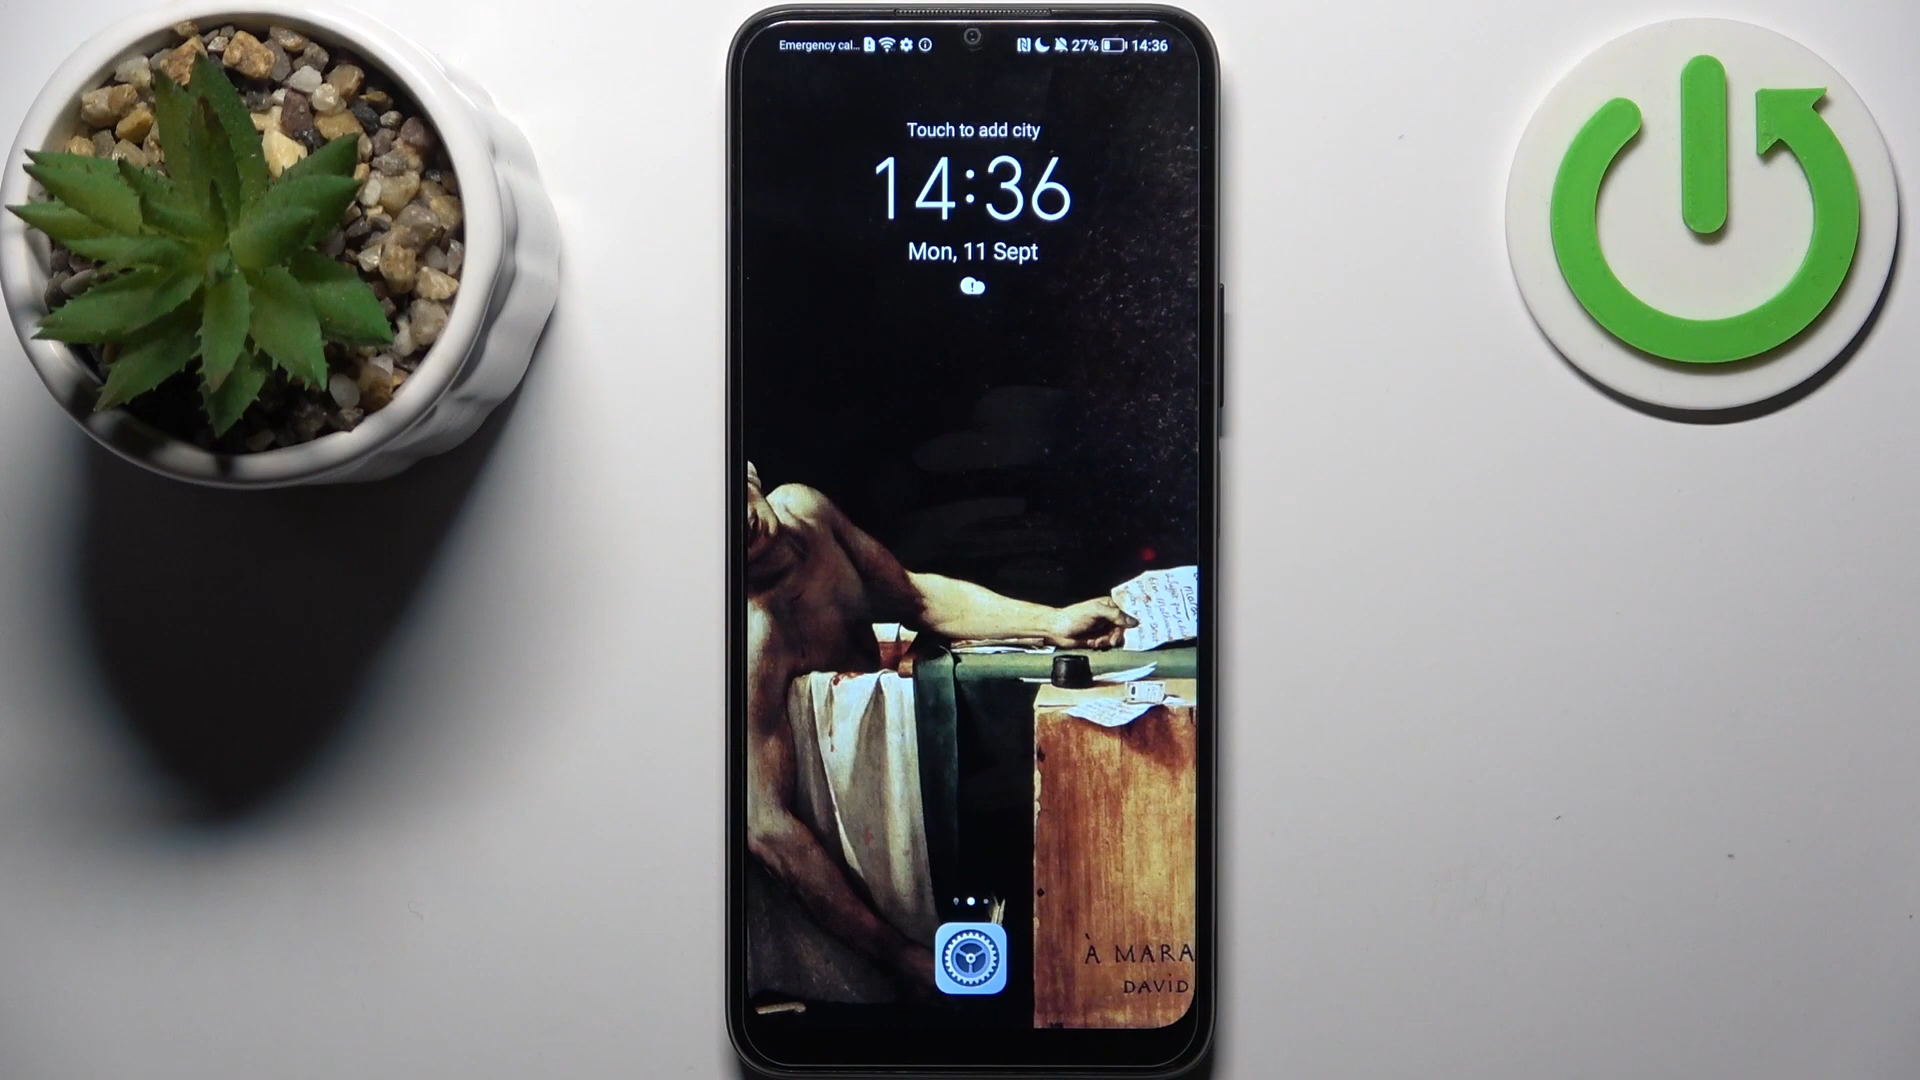 Emergency cal... 27% 14:36
Touch to add city
14:36
Mon, 11 Sept
À MARA
DAVID